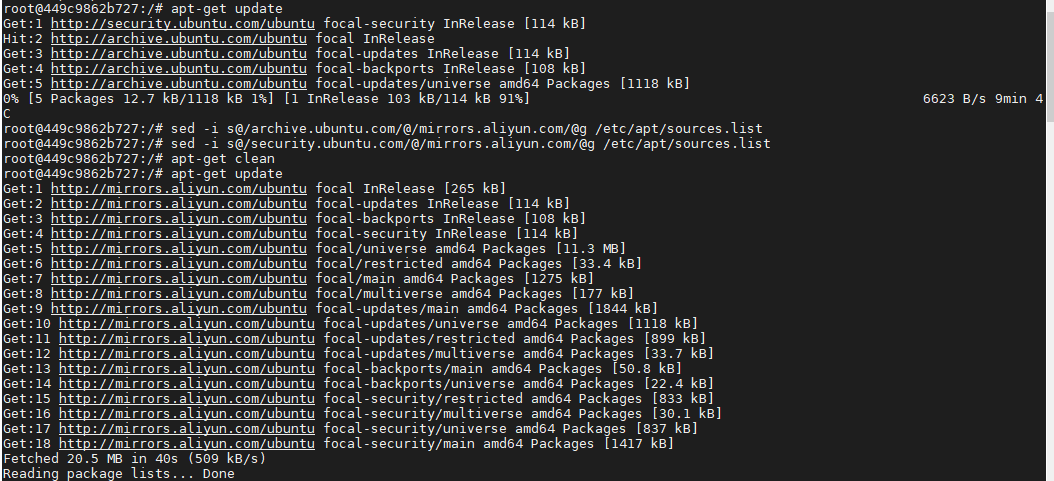 root@449c9862b727:/# apt-get update
Get:1 http://security.ubuntu.com/ubuntu focal-security InRelease [114 kB]
Hit:2 http://archive.ubuntu.com/ubuntu focal InRelease
Get:3 http://archive.ubuntu.com/ubuntu focal-updates InRelease [114 kB]
Get:4 http://archive.ubuntu.com/ubuntu focal-backports InRelease [108 kB]
Get:5 http://archive.ubuntu.com/ubuntu focal-updates/universe amd64 Packages [1118 kB]
0% [5 Packages 12.7 kB/1118 kB 1%] [1 InRelease 103 kB/114 kB 91%] 6623 B/s 9min 4
C
root@449c9862b727:/# sed -i s@/archive.ubuntu.com/@/mirrors.aliyun.com/@g /etc/apt/sources.list
root@449c9862b727:/# sed -i s@/security.ubuntu.com/@/mirrors.aliyun.com/@g /etc/apt/sources.list
root@449c9862b727:/# apt-get clean
root@449c9862b727:/# apt-get update
Get:1 http://mirrors.aliyun.com/ubuntu focal InRelease [265 kB]
Get:2 http://mirrors.aliyun.com/ubuntu focal-updates InRelease [114 kB]
Get:3 http://mirrors.aliyun.com/ubuntu focal-backports InRelease [108 kB]
Get:4 http://mirrors.aliyun.com/ubuntu focal-security InRelease [114 kB]
Get:5 http://mirrors.aliyun.com/ubuntu focal/universe amd64 Packages [11.3 MB]
Get:6 http://mirrors.aliyun.com/ubuntu focal/restricted amd64 Packages [33.4 kB]
Get:7 http://mirrors.aliyun.com/ubuntu focal/main amd64 Packages [1275 kB]
Get:8 http://mirrors.aliyun.com/ubuntu focal/multiverse amd64 Packages [177 kB]
Get:9 http://mirrors.aliyun.com/ubuntu focal-updates/main amd64 Packages [1844 kB]
Get:10 http://mirrors.aliyun.com/ubuntu focal-updates/universe amd64 Packages [1118 kB]
Get:11 http://mirrors.aliyun.com/ubuntu focal-updates/restricted amd64 Packages [899 kB]
Get:12 http://mirrors.aliyun.com/ubuntu focal-updates/multiverse amd64 Packages [33.7 kB]
Get:13 http://mirrors.aliyun.com/ubuntu focal-backports/main amd64 Packages [50.8 kB]
Get:14 http://mirrors.aliyun.com/ubuntu focal-backports/universe amd64 Packages [22.4 kB]
Get:15 http://mirrors.aliyun.com/ubuntu focal-security/restricted amd64 Packages [833 kB]
Get:16 http://mirrors.aliyun.com/ubuntu focal-security/multiverse amd64 Packages [30.1 kB]
Get:17 http://mirrors.aliyun.com/ubuntu focal-security/universe amd64 Packages [837 kB]
Get:18 http://mirrors.aliyun.com/ubuntu focal-security/main amd64 Packages [1417 kB]
Fetched 20.5 MB in 40s (509 kB/s)
Reading package lists... Done